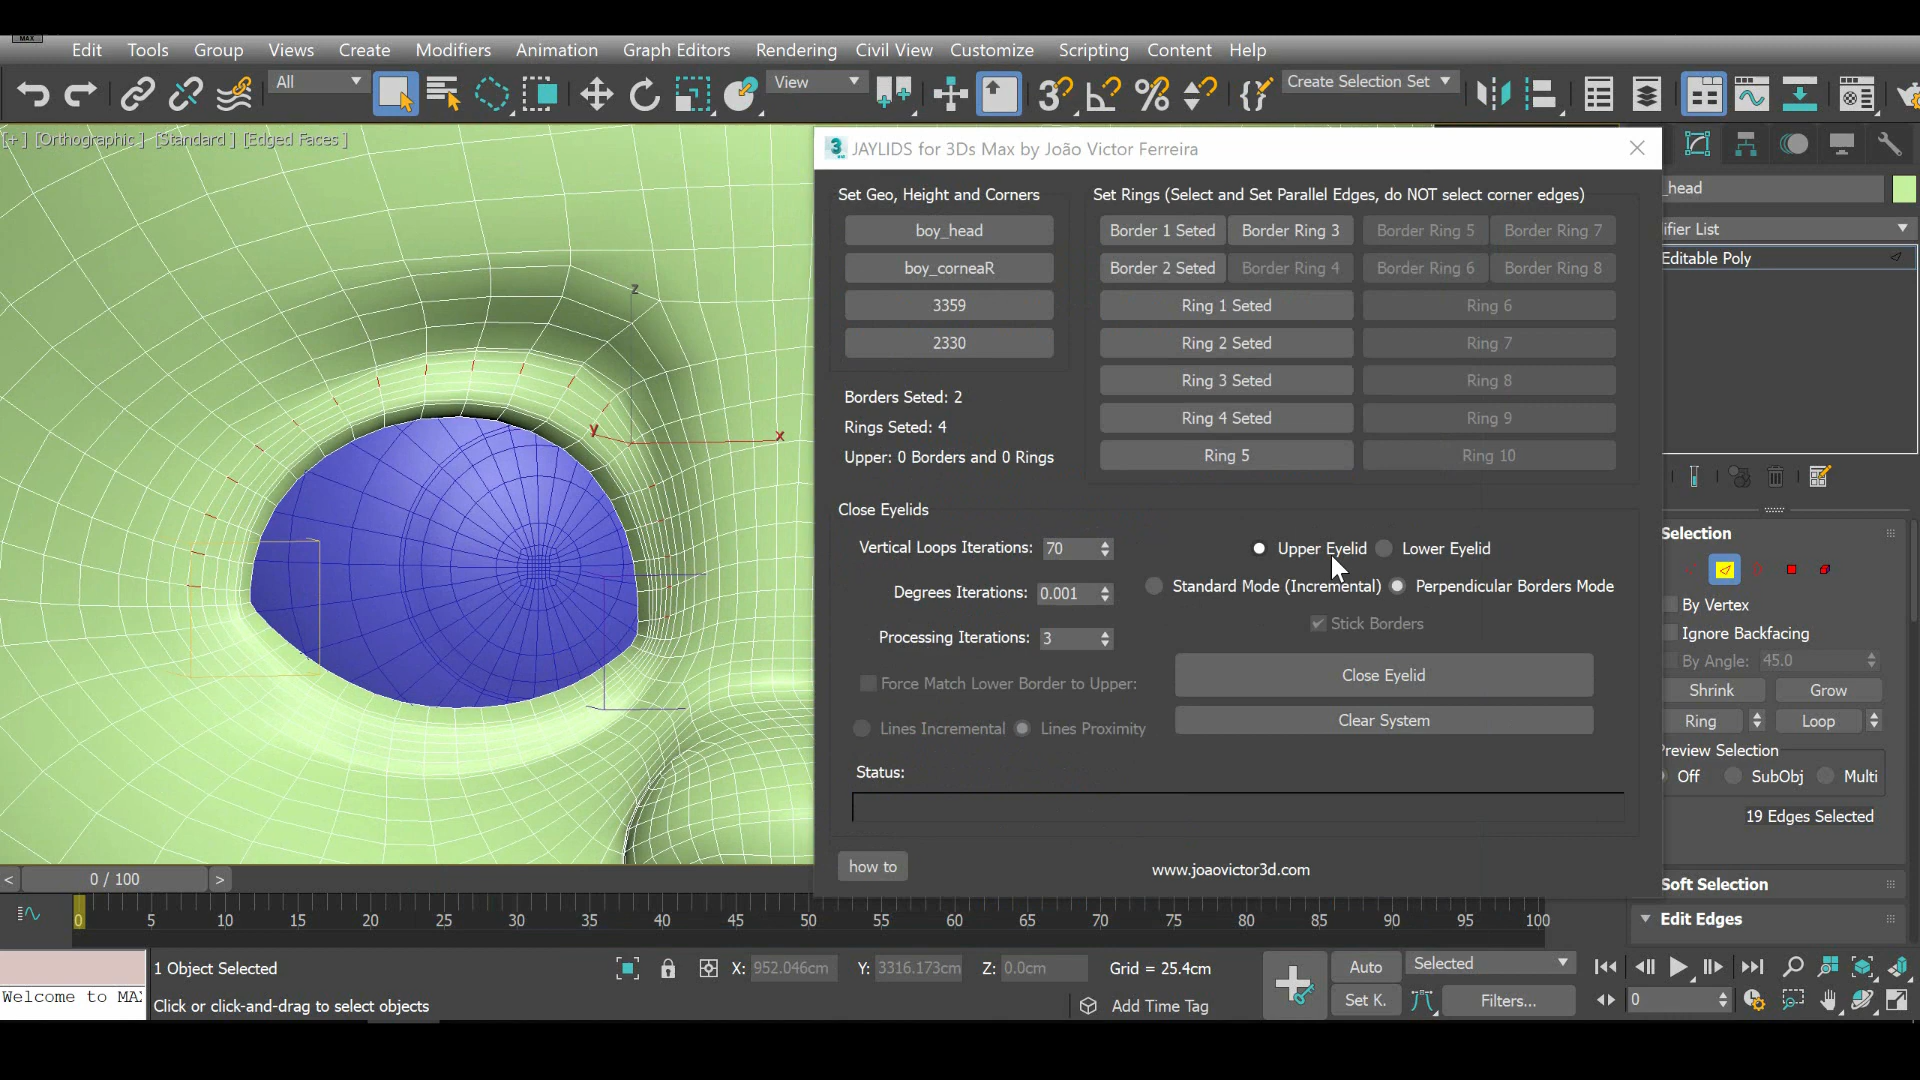 MAX
Edit Tools Group Views Create Modifiers Animation Graph Editors Rendering Civil View Customize Scripting Content Help
All View Create Selection Set
[+] [Orthographic] [Standard] [Edged Faces]
JAYLIDS for 3Ds Max by João Victor Ferreira
Set Geo, Height and Corners
boy_head
boy_corneaR
3359
2330
Borders Seted: 2
Rings Seted: 4
Upper: 0 Borders and 0 Rings
Set Rings (Select and Set Parallel Edges, do NOT select corner edges)
Border 1 Seted Border Ring 3 Border Ring 5 Border Ring 7
Border 2 Seted Border Ring 4 Border Ring 6 Border Ring 8
Ring 1 Seted Ring 6
Ring 2 Seted Ring 7
Ring 3 Seted Ring 8
Ring 4 Seted Ring 9
Ring 5 Ring 10
z
y
x
Close Eyelids
Vertical Loops Iterations: 70
Degrees Iterations: 0.001
Processing Iterations: 3
Force Match Lower Border to Upper:
Lines Incremental Lines Proximity
Upper Eyelid Lower Eyelid
Standard Mode (Incremental) Perpendicular Borders Mode
Stick Borders
Close Eyelid
Clear System
Status:
how to
www.joaovictor3d.com
_head
ifier List
Editable Poly
Selection
By Vertex
Ignore Backfacing
By Angle: 45.0
Shrink Grow
Ring Loop
Preview Selection
Off SubObj Multi
19 Edges Selected
Soft Selection
Edit Edges
< 0 / 100 >
0 5 10 15 20 25 30 35 40 45 50 55 60 65 70 75 80 85 90 95 100
1 Object Selected
X: 952.046cm Y: 3316.173cm Z: 0.0cm Grid = 25.4cm
Auto Selected
Welcome to MAX
Click or click-and-drag to select objects
Add Time Tag
Set K. Filters... 0